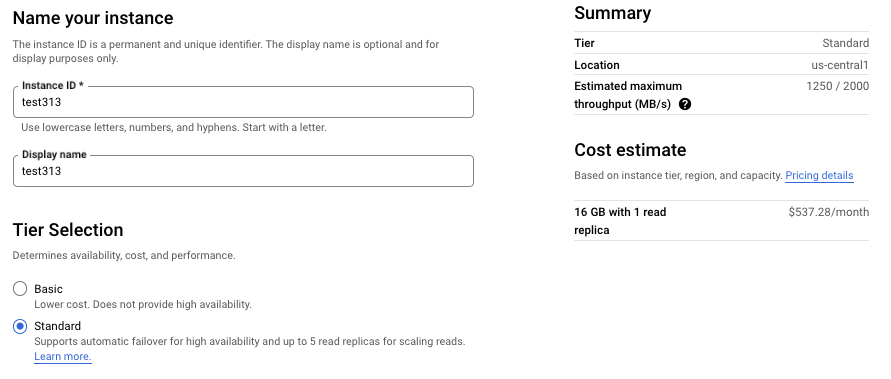 Name your instance
The instance ID is a permanent and unique identifier. The display name is optional and for
display purposes only.
Instance ID *
test313
Use lowercase letters, numbers, and hyphens. Start with a letter.
Display name
test313
Tier Selection
Determines availability, cost, and performance.
Basic
Lower cost. Does not provide high availability.
Standard
Supports automatic failover for high availability and up to 5 read replicas for scaling reads.
Learn more.
Summary
Tier Standard
Location us-central1
Estimated maximum 1250 / 2000
throughput (MB/s) ?
Cost estimate
Based on instance tier, region, and capacity. Pricing details
16 GB with 1 read $537.28/month
replica